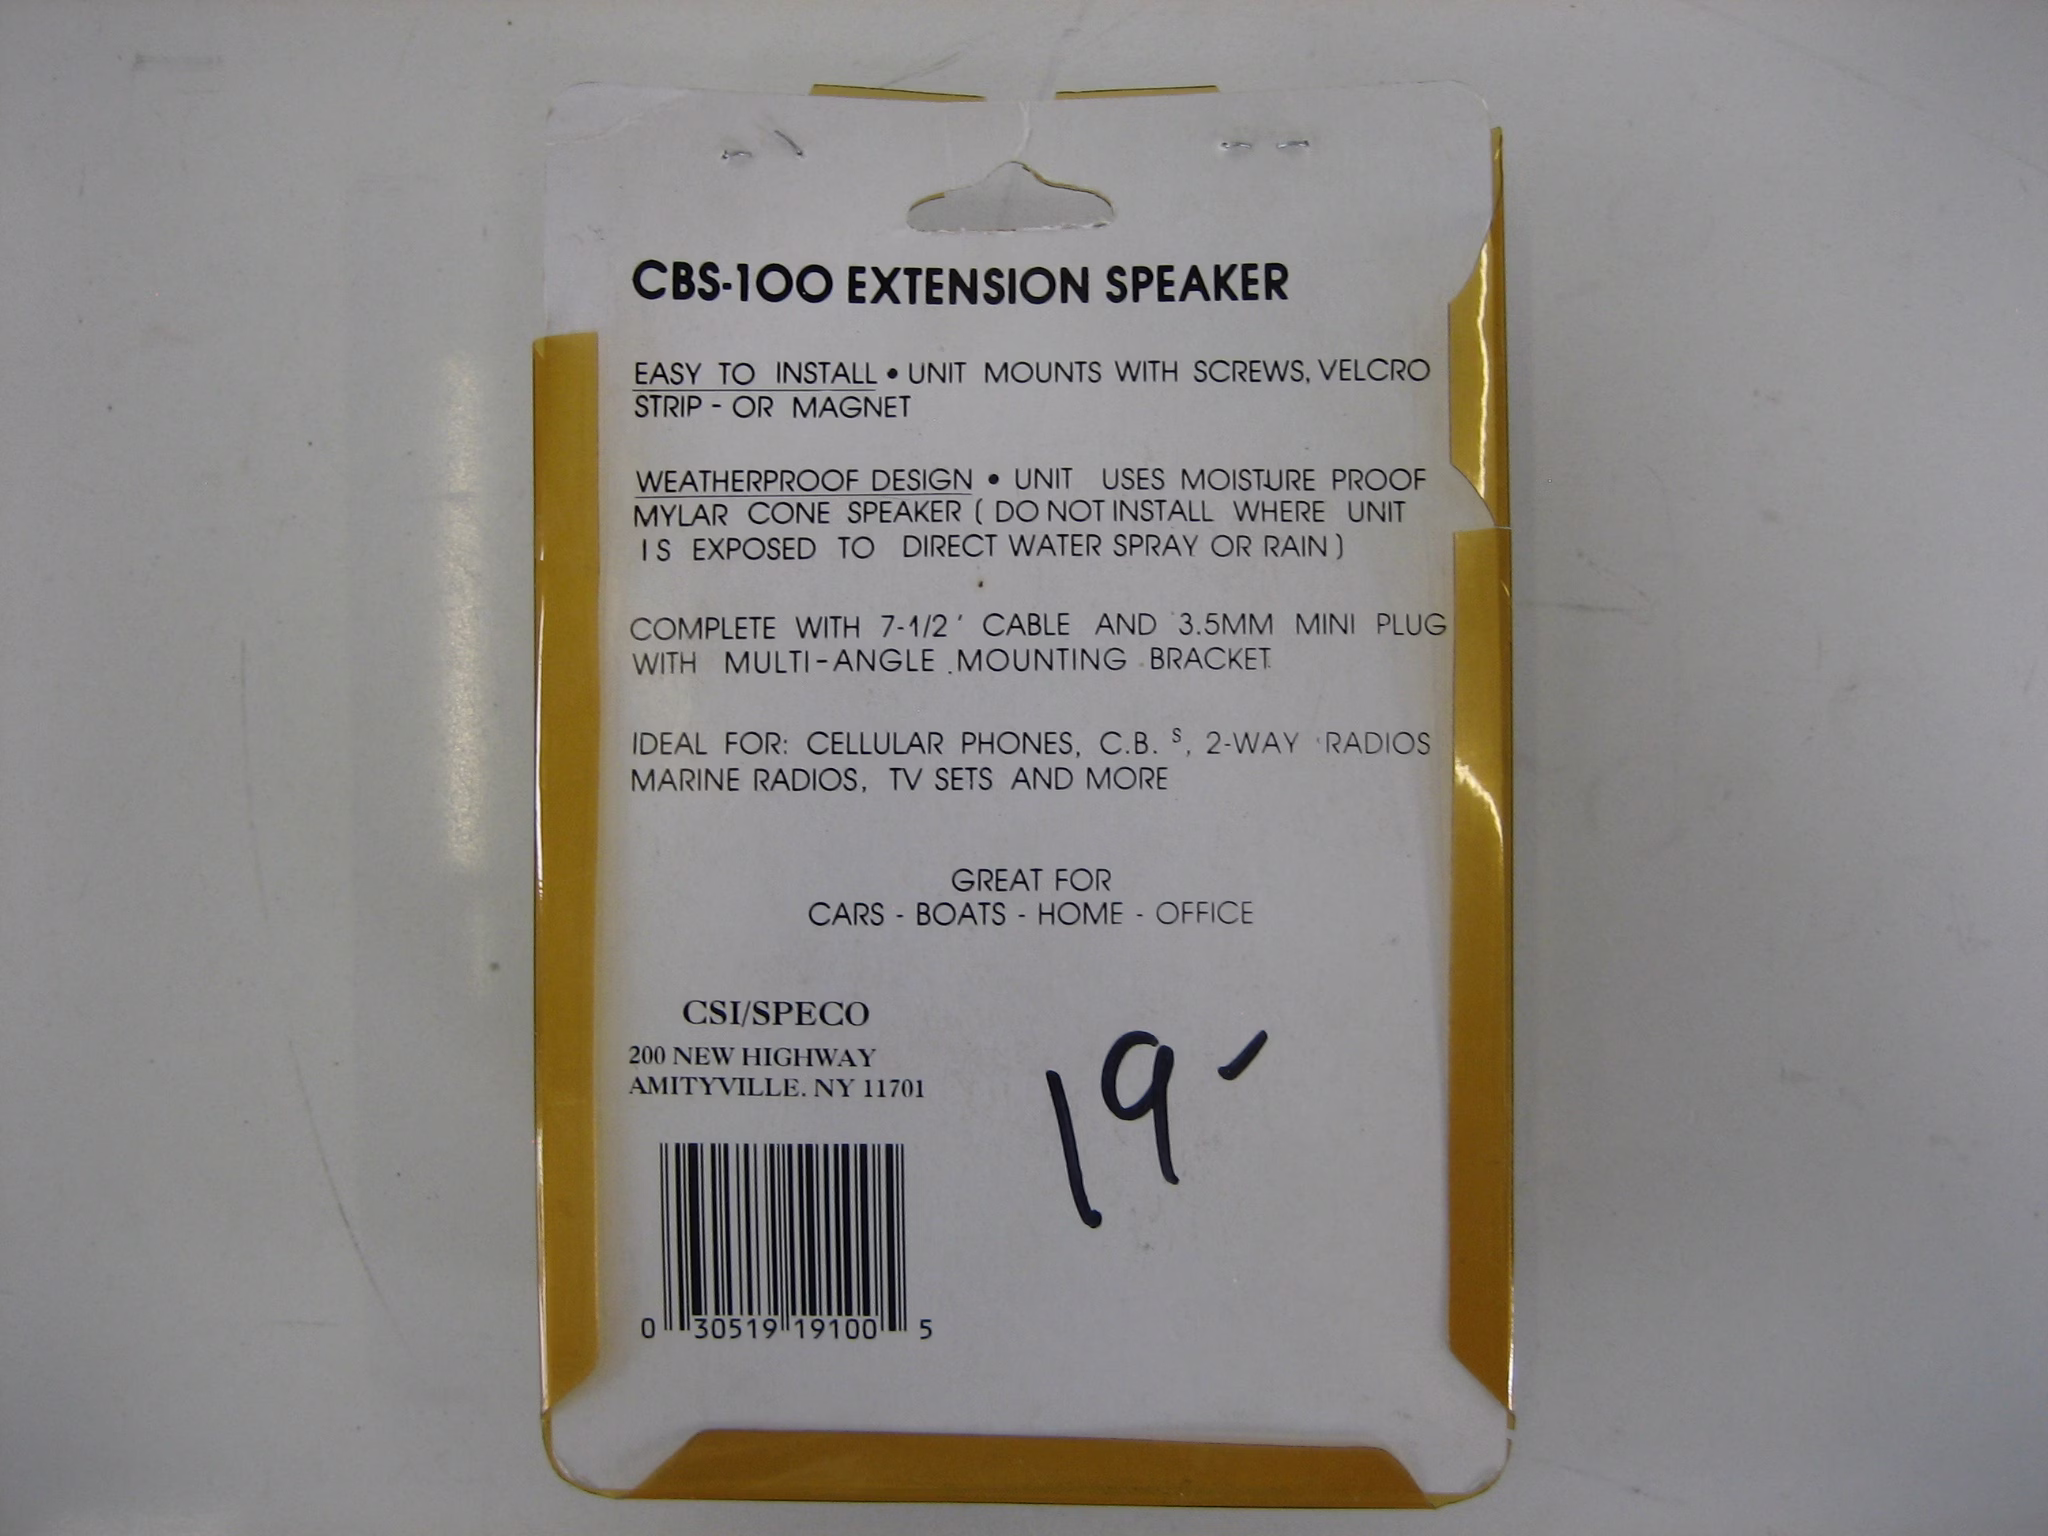 CBS-100 EXTENSION SPEAKER
EASY TO INSTALL • UNIT MOUNTS WITH SCREWS, VELCRO
STRIP - OR MAGNET
WEATHERPROOF DESIGN • UNIT USES MOISTURE PROOF
MYLAR CONE SPEAKER ( DO NOT INSTALL WHERE UNIT
IS EXPOSED TO DIRECT WATER SPRAY OR RAIN )
COMPLETE WITH 7-1/2' CABLE AND 3.5MM MINI PLUG
WITH MULTI-ANGLE MOUNTING BRACKET
IDEAL FOR: CELLULAR PHONES, C.B. S, 2-WAY RADIOS
MARINE RADIOS, TV SETS AND MORE
GREAT FOR
CARS - BOATS - HOME - OFFICE
CSI/SPECO
200 NEW HIGHWAY
AMITYVILLE. NY 11701
19-
0 30519 19100 5